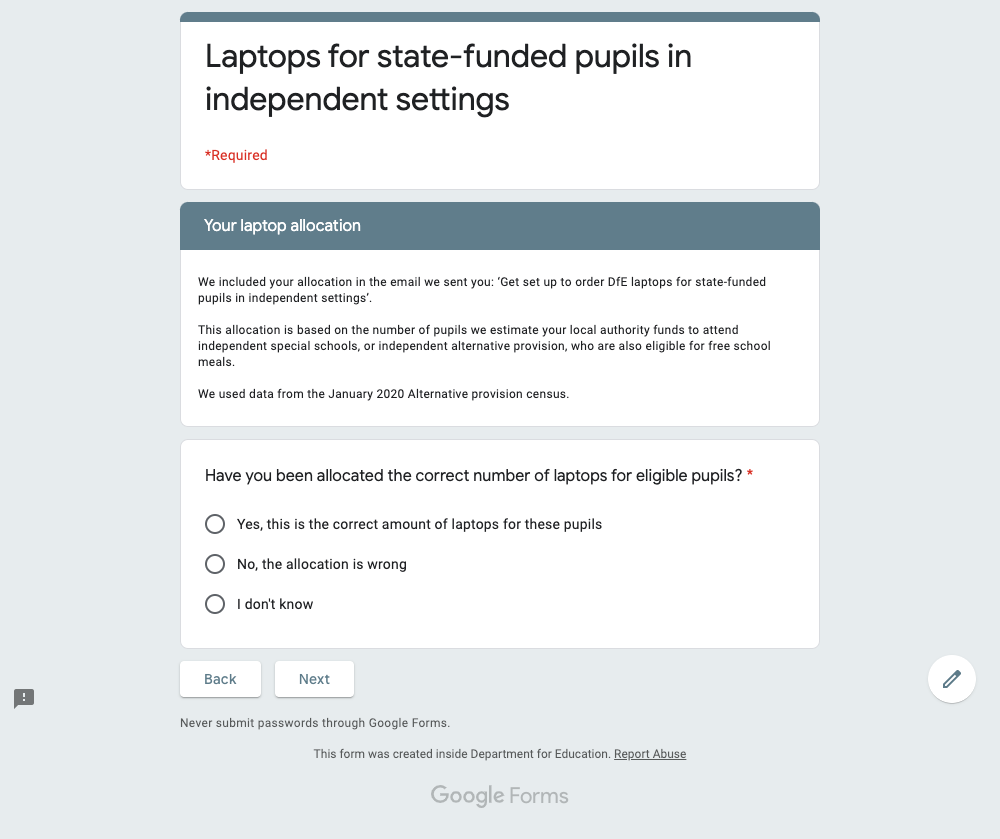 Laptops for state-funded pupils in
independent settings
*Required
Your laptop allocation
We included your allocation in the email we sent you: ‘Get set up to order DfE laptops for state-funded
pupils in independent settings’.
This allocation is based on the number of pupils we estimate your local authority funds to attend
independent special schools, or independent alternative provision, who are also eligible for free school
meals.
We used data from the January 2020 Alternative provision census.
Have you been allocated the correct number of laptops for eligible pupils? *
Yes, this is the correct amount of laptops for these pupils
No, the allocation is wrong
I don't know
Back Next
Never submit passwords through Google Forms.
This form was created inside Department for Education. Report Abuse
Google Forms